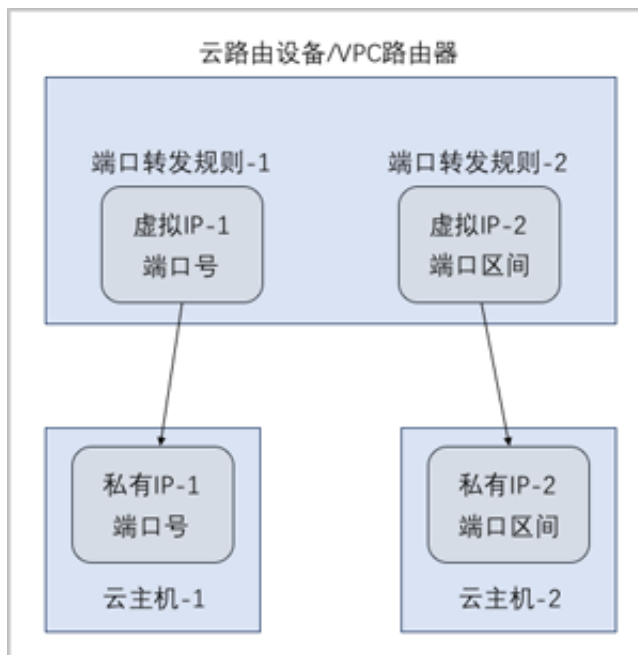 云路由设备/VPC路由器
端口转发规则-1
端口转发规则-2
虚拟IP-1
端口号
虚拟IP-2
端口区间
私有IP-1
端口号
云主机-1
私有IP-2
端口区间
云主机-2